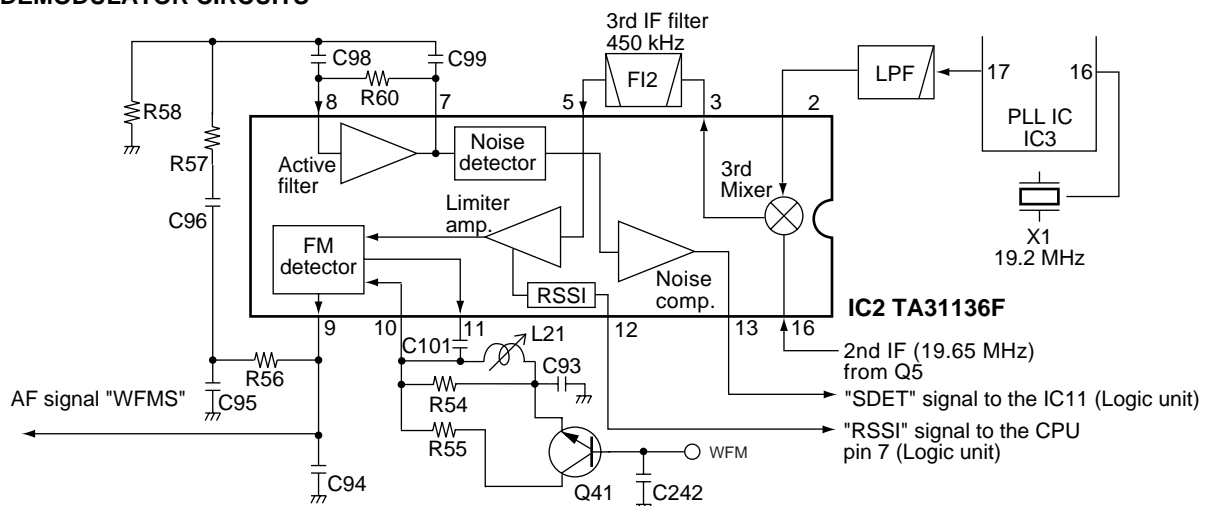 3rd IF filter
450 kHz
C98
C99
FI2
LPF
17
16
R60
8
7
5
3
2
R58
PLL IC
IC3
Noise
detector
R57
Active
filter
3rd
Mixer
Limiter
amp.
C96
X1
19.2 MHz
FM
detector
Noise
comp.
RSSI
IC2 TA31136F
9
10
11
12
13
16
L21
C101
2nd IF (19.65 MHz)
from Q5
R56
C93
C95
AF signal "WFMS"
R54
"SDET" signal to the IC11 (Logic unit)
R55
"RSSI" signal to the CPU
pin 7 (Logic unit)
WFM
C94
Q41
C242